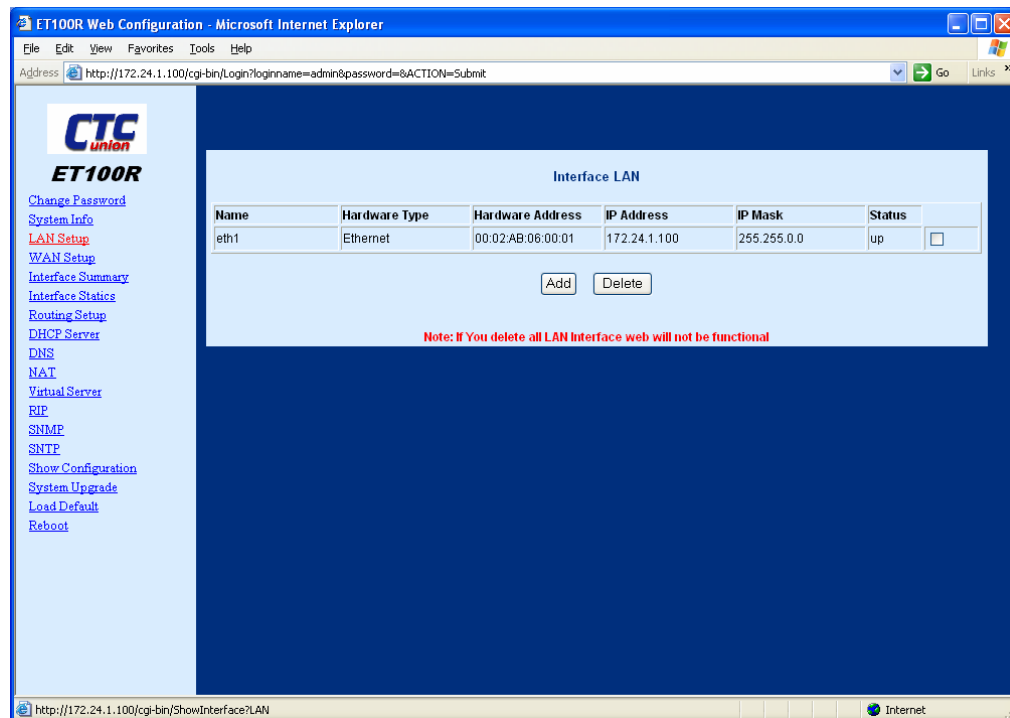 ET100R Web Configuration - Microsoft Internet Explorer
File Edit View Favorites Tools Help
Address http://172.24.1.100/cgi-bin/Login?loginname=admin&password=&ACTION=Submit Go Links »
CTC
union
ET100R
Change Password
System Info
LAN Setup
WAN Setup
Interface Summary
Interface Statics
Routing Setup
DHCP Server
DNS
NAT
Virtual Server
RIP
SNMP
SNTP
Show Configuration
System Upgrade
Load Default
Reboot
Interface LAN
Name Hardware Type Hardware Address IP Address IP Mask Status
eth1 Ethernet 00:02:AB:06:00:01 172.24.1.100 255.255.0.0 up
Add Delete
Note: If You delete all LAN Interface web will not be functional
http://172.24.1.100/cgi-bin/ShowInterface?LAN Internet